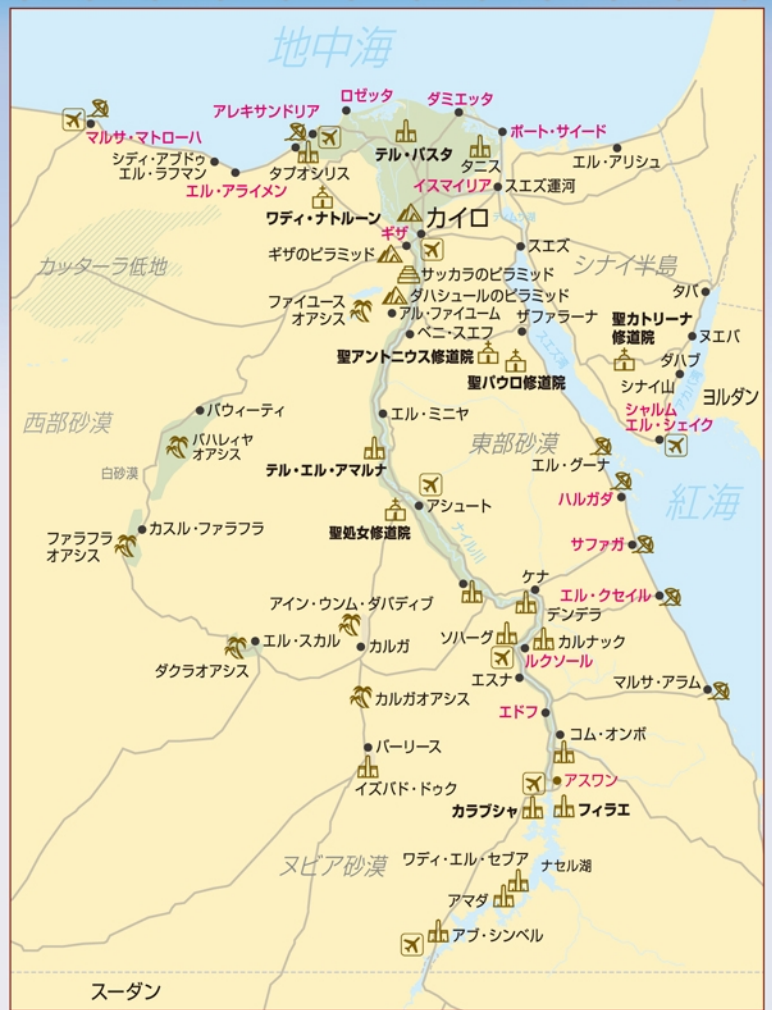 地中海
ロゼッタ
ダミエッタ
アレキサンドリア
マルサ・マトローハ
ポート・サイード
テル・バスタ
シディ・アブドゥ
エル・ラフマン
タニス
エル・アリシュ
タブオシリス
エル・アライメン
イスマイリア
スエズ運河
ワディ・ナトルーン
カイロ
ギザ
スエズ
ギザのピラミッド
カッターラ低地
シナイ半島
サッカラのピラミッド
ダハシュールのピラミッド
タバ
ファイユース
オアシス
アル・ファイユーム
ザファラーナ
聖カトリーナ
修道院
ベニ・スエフ
ヌエバ
スエズ湾
聖アントニウス修道院
ダハブ
聖パウロ修道院
シナイ山
アカバ湾
ヨルダン
バウィーティ
エル・ミニヤ
シャルム
エル・シェイク
西部砂漠
東部砂漠
バハレィヤ
オアシス
エル・グーナ
テル・エル・アマルナ
白砂漠
ハルガダ
紅海
アシュート
カスル・ファラフラ
聖処女修道院
ナイル川
ファラフラ
オアシス
サファガ
ケナ
エル・クセイル
アイン・ウンム・ダバディブ
デンデラ
エル・スカル
カルガ
ソハーグ
カルナック
ダクラオアシス
ルクソール
エスナ
マルサ・アラム
カルガオアシス
エドフ
コム・オンボ
バーリース
アスワン
イズバド・ドゥク
カラブシャ
フィラエ
ヌビア砂漠
ワディ・エル・セブア
ナセル湖
アマダ
アブ・シンベル
スーダン